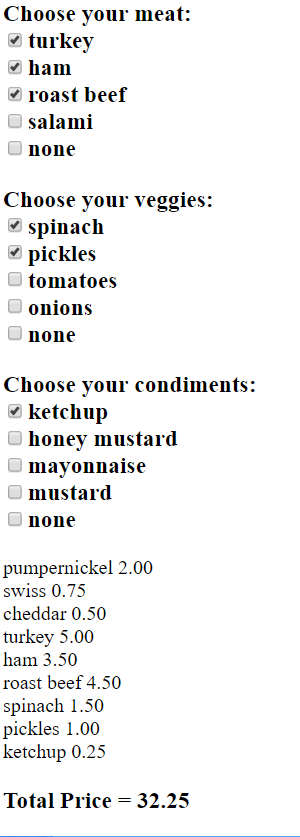 Choose your meat:
turkey
ham
roast beef
salami
none
Choose your veggies:
spinach
pickles
tomatoes
onions
none
Choose your condiments:
ketchup
honey mustard
mayonnaise
mustard
none
pumpernickel 2.00
swiss 0.75
cheddar 0.50
turkey 5.00
ham 3.50
roast beef 4.50
spinach 1.50
pickles 1.00
ketchup 0.25
Total Price = 32.25